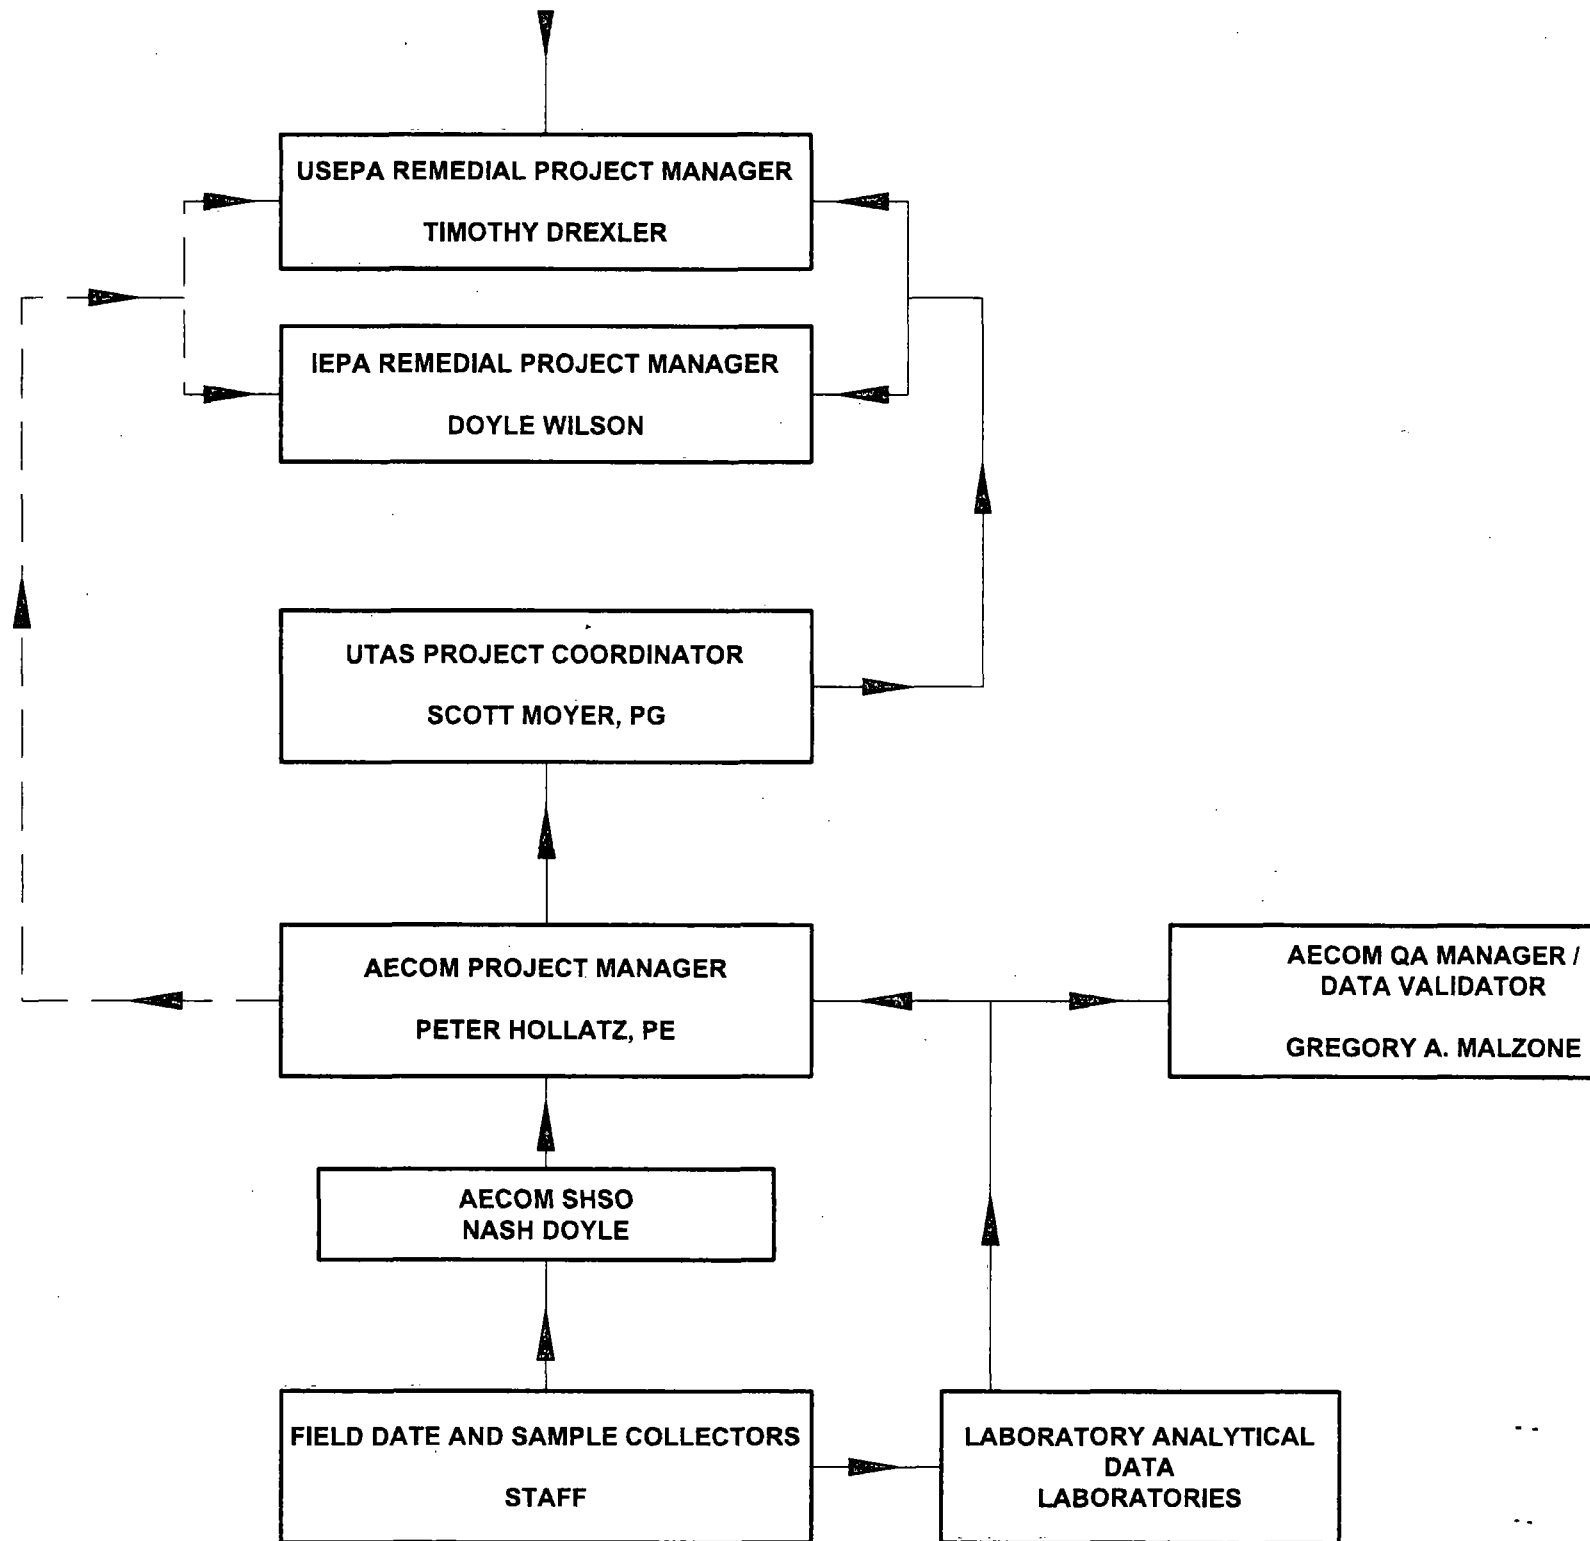 USEPA REMEDIAL PROJECT MANAGER
TIMOTHY DREXLER
IEPA REMEDIAL PROJECT MANAGER
DOYLE WILSON
UTAS PROJECT COORDINATOR
SCOTT MOYER, PG
AECOM PROJECT MANAGER
PETER HOLLATZ, PE
AECOM QA MANAGER /
DATA VALIDATOR
GREGORY A. MALZONE
AECOM SHSO
NASH DOYLE
FIELD DATE AND SAMPLE COLLECTORS
STAFF
LABORATORY ANALYTICAL
DATA
LABORATORIES